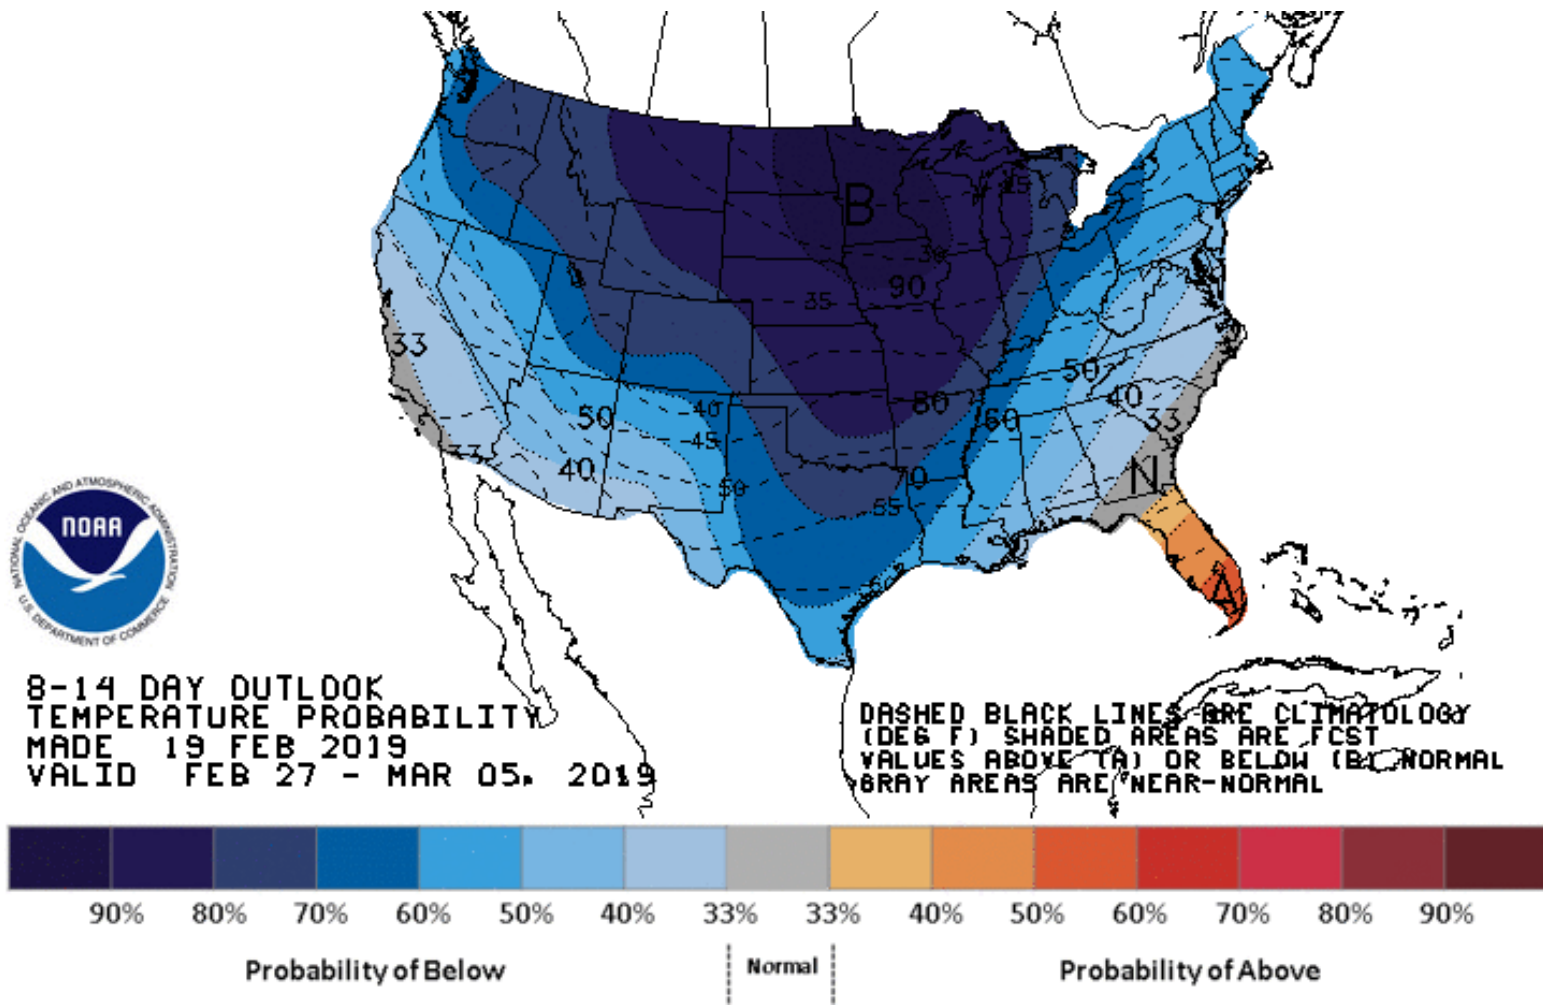 B
15
30
90
35
33
50
40
80
33
60
50
40
45
33
40
50
70
55
N
60
A
NATIONAL OCEANIC AND ATMOSPHERIC ADMINISTRATION
NOAA
U.S. DEPARTMENT OF COMMERCE
8-14 DAY OUTLOOK
TEMPERATURE PROBABILITY
MADE 19 FEB 2019
VALID FEB 27 - MAR 05, 2019
DASHED BLACK LINES ARE CLIMATOLOGY
(DEG F) SHADED AREAS ARE FCST
VALUES ABOVE (A) OR BELOW (B) NORMAL
GRAY AREAS ARE NEAR-NORMAL
90% 80% 70% 60% 50% 40% 33% 33% 40% 50% 60% 70% 80% 90%
Probability of Below
Normal
Probability of Above